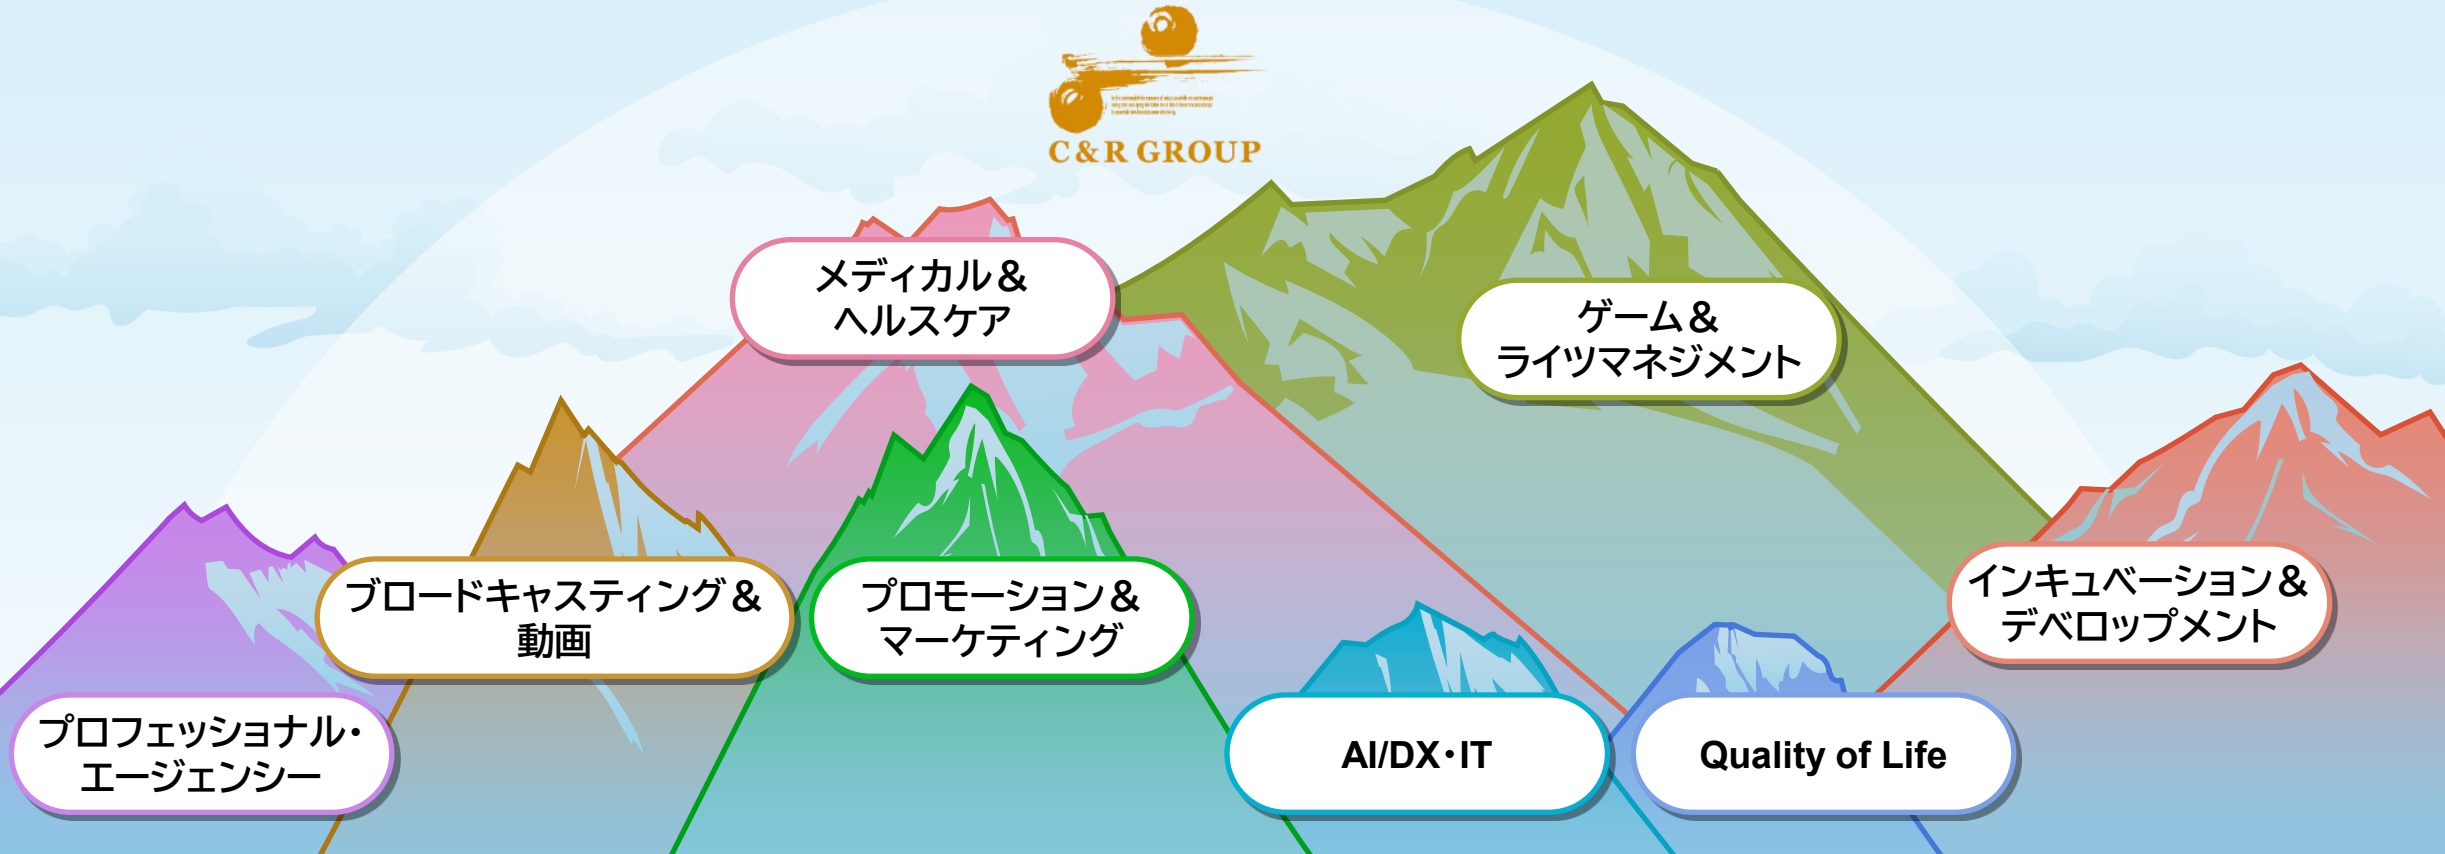 C&R GROUP
メディカル&
ヘルスケア
ゲーム&
ライツマネジメント
ブロードキャスティング&
動画
プロモーション&
マーケティング
インキュベーション&
デベロップメント
プロフェッショナル・
エージェンシー
AI/DX・IT
Quality of Life